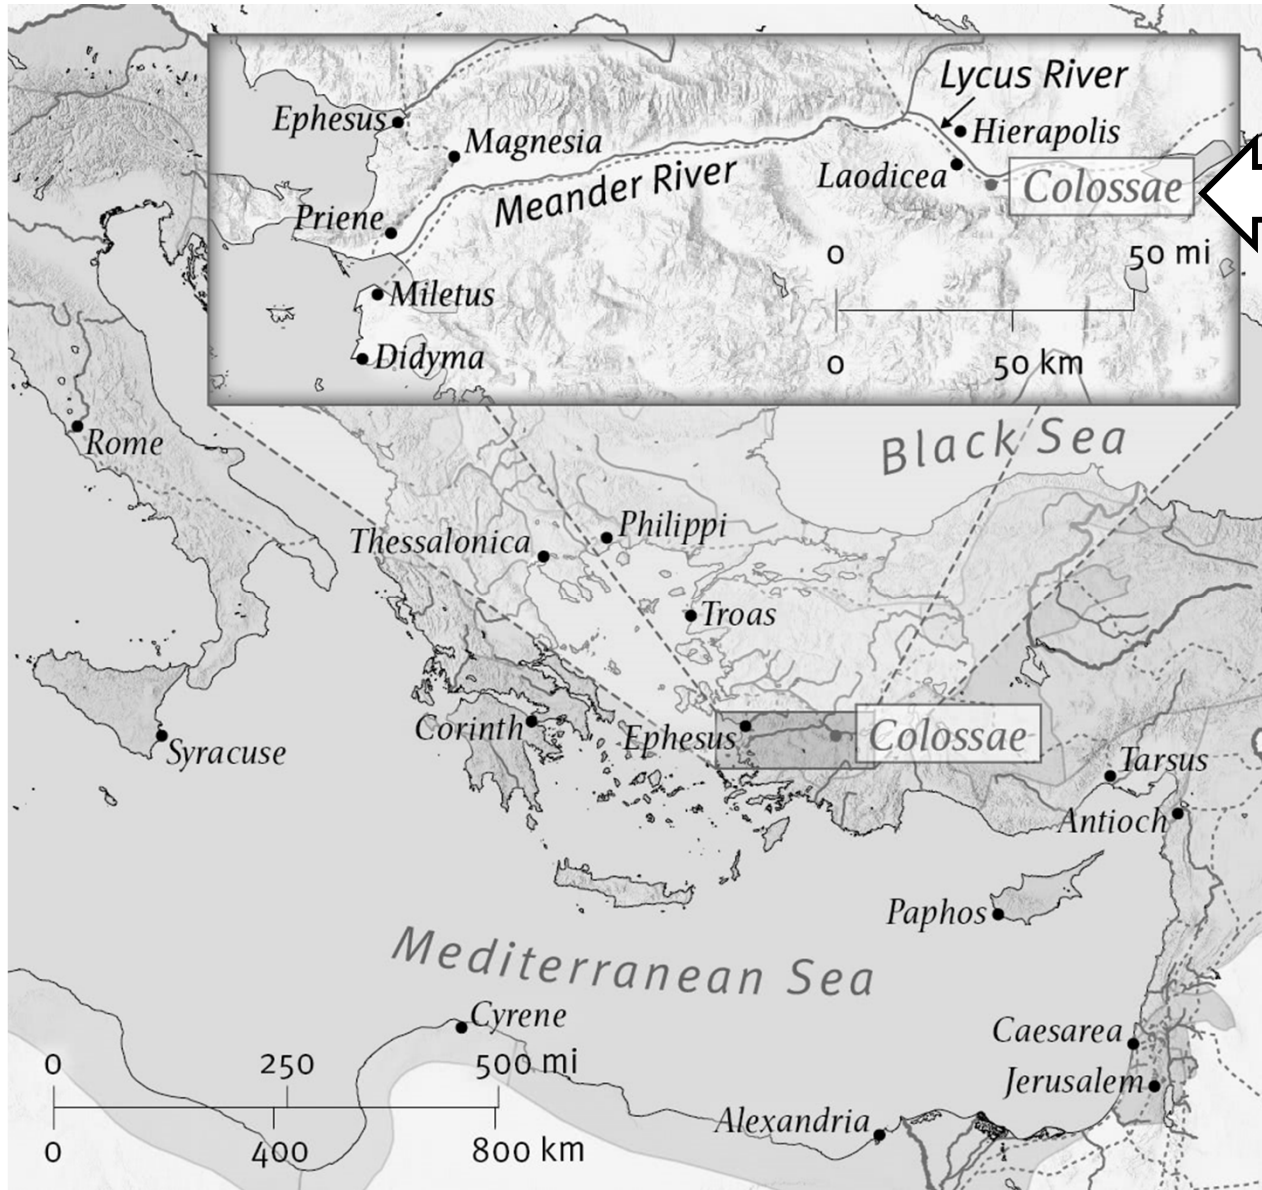 Lycus River
Ephesus
Magnesia
Hierapolis
Laodicea
Colossae
Meander River
Priene
0 50 mi
Miletus
Didyma
0 50 km
Rome
Black Sea
Thessalonica
Philippi
Troas
Corinth
Ephesus
Colossae
Syracuse
Tarsus
Antioch
Paphos
Mediterranean Sea
Cyrene
Caesarea
0 250 500 mi
Jerusalem
Alexandria
0 400 800 km